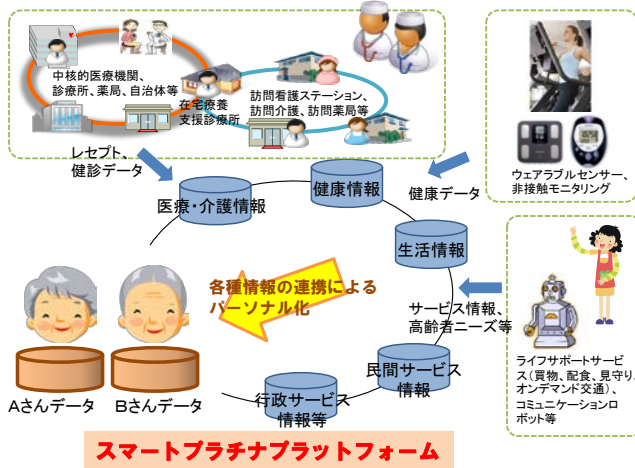 中核的医療機関、
診療所、薬局、自治体等
在宅療養
支援診療所
訪問看護ステーション、
訪問介護、訪問薬局等
レセプト、
健診データ
医療・介護情報
健康情報
健康データ
ウェアラブルセンサー、
非接触モニタリング
生活情報
各種情報の連携による
パーソナル化
サービス情報、
高齢者ニーズ等
ライフサポートサービ
ス（買物、配食、見守り、
オンデマンド交通）、
コミュニケーションロ
ボット等
民間サービス
情報
行政サービス
情報等
Aさんデータ
Bさんデータ
スマートプラチナプラットフォーム